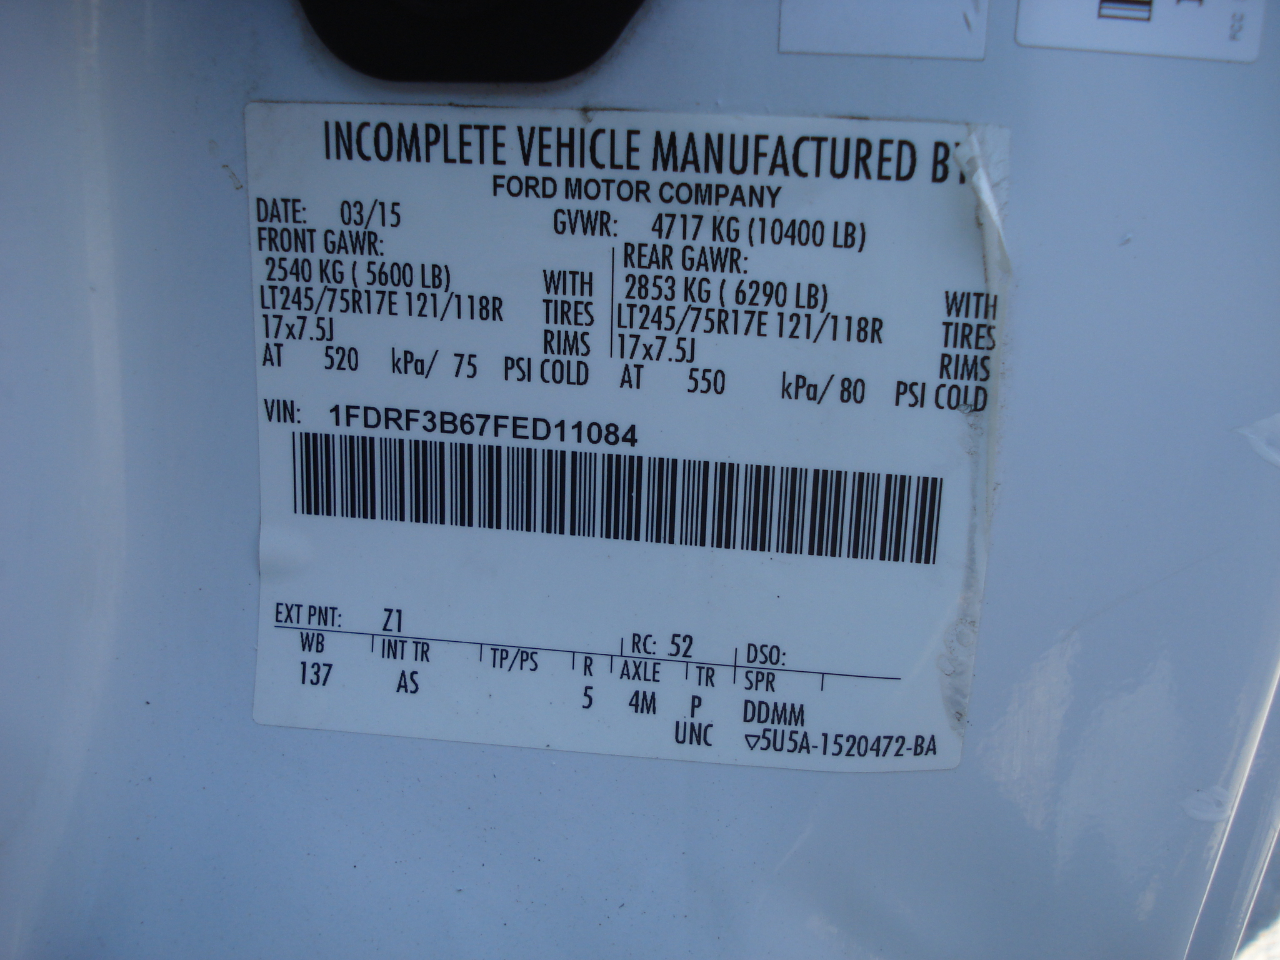 INCOMPLETE VEHICLE MANUFACTURED BY
FORD MOTOR COMPANY
DATE: 03/15 GVWR: 4717 KG (10400 LB)
FRONT GAWR: REAR GAWR:
2540 KG ( 5600 LB) WITH 2853 KG ( 6290 LB) WITH
LT245/75R17E 121/118R TIRES LT245/75R17E 121/118R TIRES
17x7.5J RIMS 17x7.5J RIMS
AT 520 kPa/ 75 PSI COLD AT 550 kPa/ 80 PSI COLD
VIN: 1FDRF3B67FED11084
EXT PNT: Z1 RC: 52 DSO:
WB INT TR TP/PS R AXLE TR SPR
137 AS 5 4M P DDMM
UNC ▽5U5A-1520472-BA